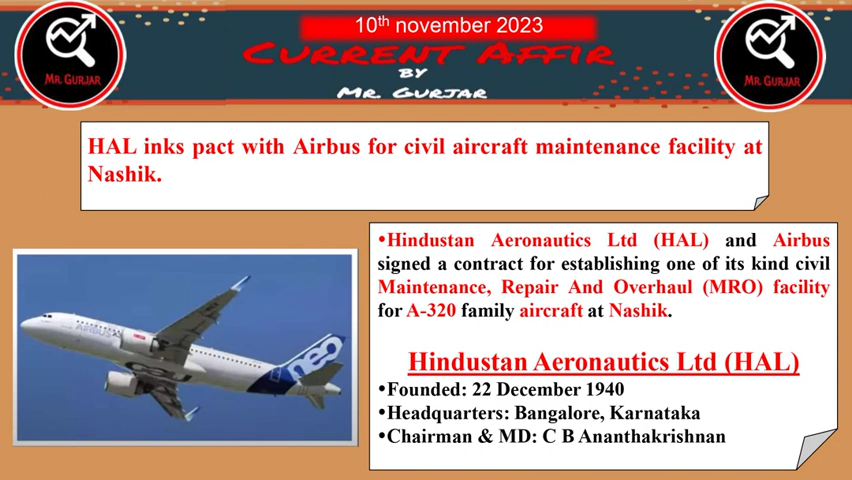 10th november 2023
Current Affir
by
Mr. Gurjar
Mr. Gurjar
Mr. Gurjar
HAL inks pact with Airbus for civil aircraft maintenance facility at
Nashik.
•Hindustan Aeronautics Ltd (HAL) and Airbus
signed a contract for establishing one of its kind civil
Maintenance, Repair And Overhaul (MRO) facility
for A-320 family aircraft at Nashik.
AIRBUS
neo
Hindustan Aeronautics Ltd (HAL)
•Founded: 22 December 1940
•Headquarters: Bangalore, Karnataka
•Chairman & MD: C B Ananthakrishnan